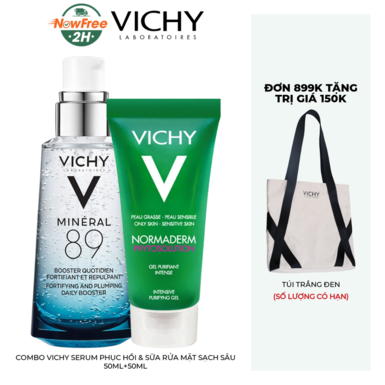 NowFree
2H
VICHY
LABORATOIRES
VICHY
LABORATOIRES
MINÉRAL
89
BOOSTER QUOTIDIEN
FORTIFIANT ET REPULPANT
FORTIFYING AND PLUMPING
DAILY BOOSTER
VICHY
LABORATOIRES
PEAU GRASSE - PEAU SENSIBLE
OILY SKIN - SENSITIVE SKIN
NORMADERM
PHYTOSOLUTION
GEL PURIFIANT
INTENSE
INTENSIVE
PURIFYING GEL
COMBO VICHY SERUM PHỤC HỒI & SỮA RỬA MẶT SẠCH SÂU
50ML+50ML
ĐƠN 899K TẶNG
TRỊ GIÁ 150K
VICHY
TÚI TRẮNG ĐEN
(SỐ LƯỢNG CÓ HẠN)